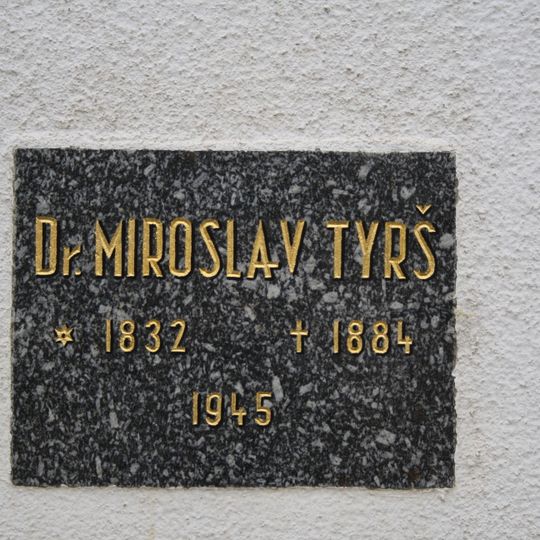 Dr. MIROSLAV TYRŠ
* 1832 † 1884
1945